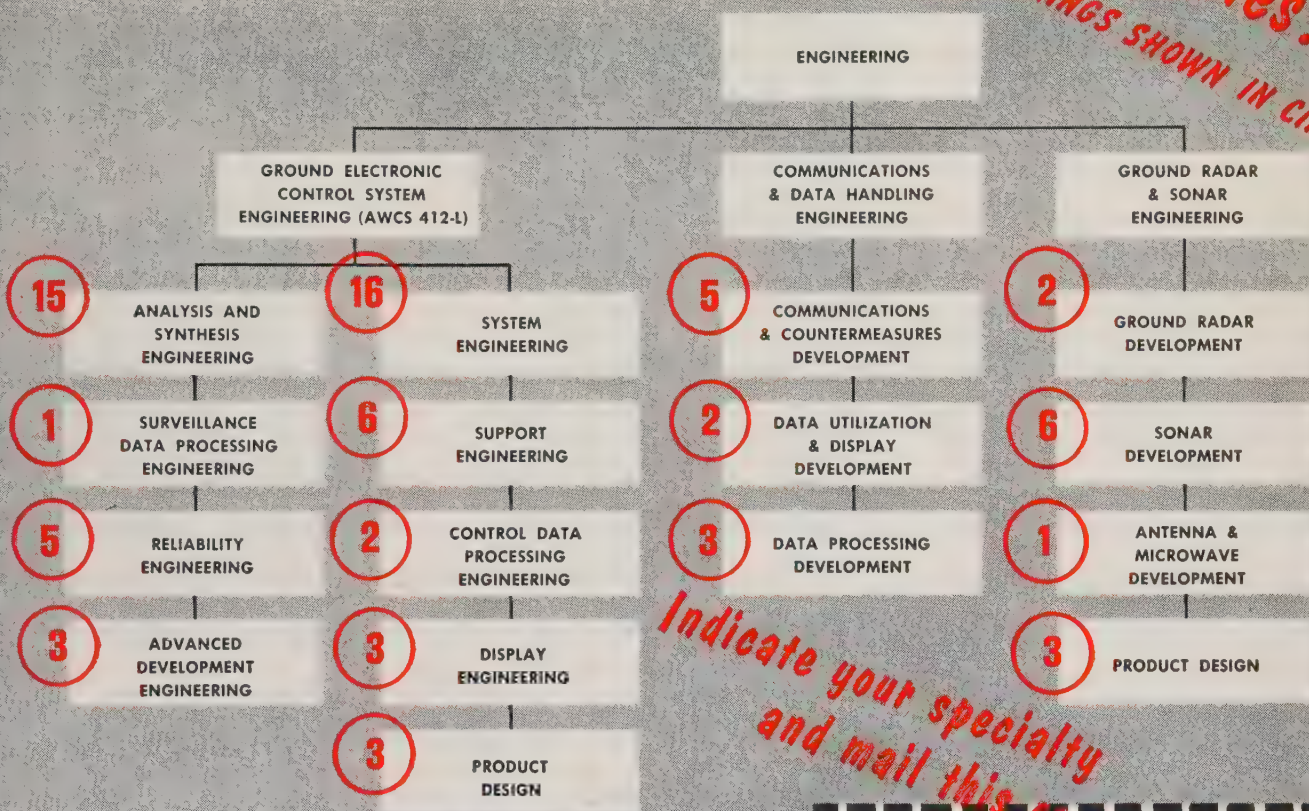 INGS SHOWN IN
ENGINEERING
GROUND ELECTRONIC
CONTROL SYSTEM
ENGINEERING (AWCS 412-L)
COMMUNICATIONS
& DATA HANDLING
ENGINEERING
GROUND RADAR
& SONAR
ENGINEERING
15
ANALYSIS AND
SYNTHESIS
ENGINEERING
1
SURVEILLANCE
DATA PROCESSING
ENGINEERING
5
RELIABILITY
ENGINEERING
3
ADVANCED
DEVELOPMENT
ENGINEERING
16
SYSTEM
ENGINEERING
6
SUPPORT
ENGINEERING
2
CONTROL DATA
PROCESSING
ENGINEERING
3
DISPLAY
ENGINEERING
3
PRODUCT
DESIGN
5
COMMUNICATIONS
& COUNTERMEASURES
DEVELOPMENT
2
DATA UTILIZATION
& DISPLAY
DEVELOPMENT
3
DATA PROCESSING
DEVELOPMENT
2
GROUND RADAR
DEVELOPMENT
6
SONAR
DEVELOPMENT
1
ANTENNA &
MICROWAVE
DEVELOPMENT
3
PRODUCT DESIGN
Indicate your specialty
and mail this